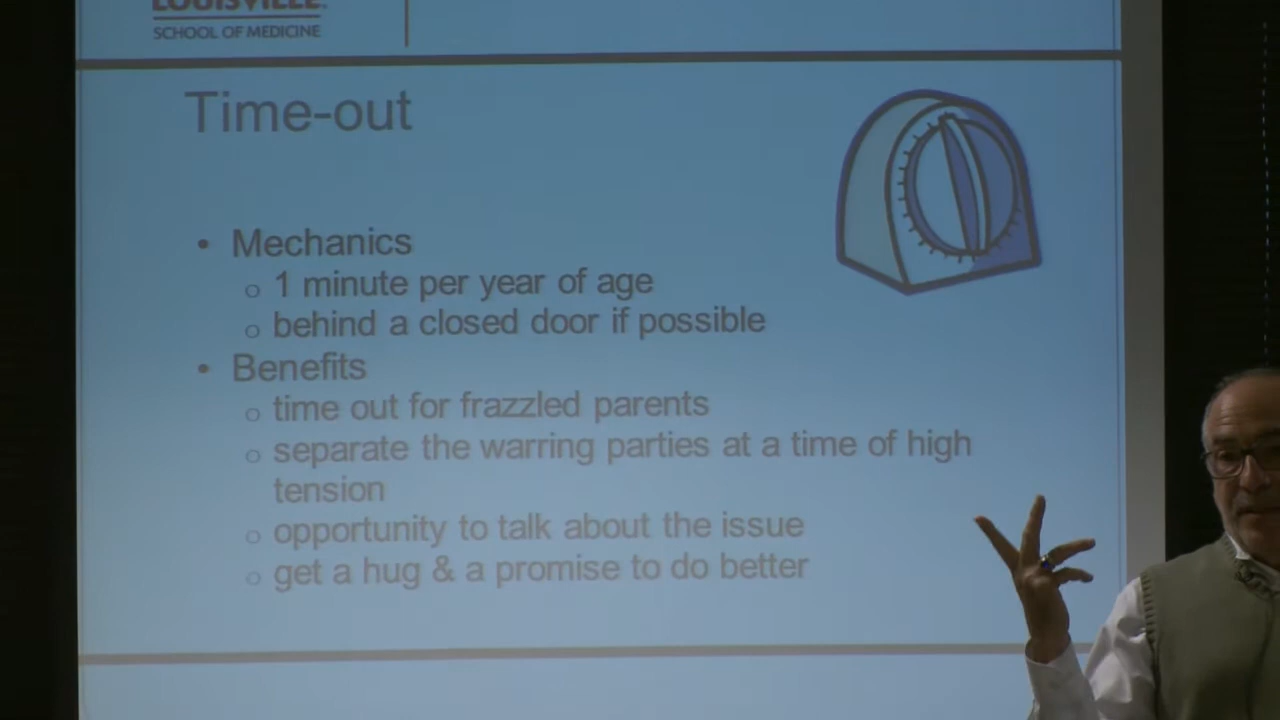 LOUISVILLE
SCHOOL OF MEDICINE
Time-out
• Mechanics
o 1 minute per year of age
o behind a closed door if possible
• Benefits
o time out for frazzled parents
o separate the warring parties at a time of high
tension
o opportunity to talk about the issue
o get a hug & a promise to do better